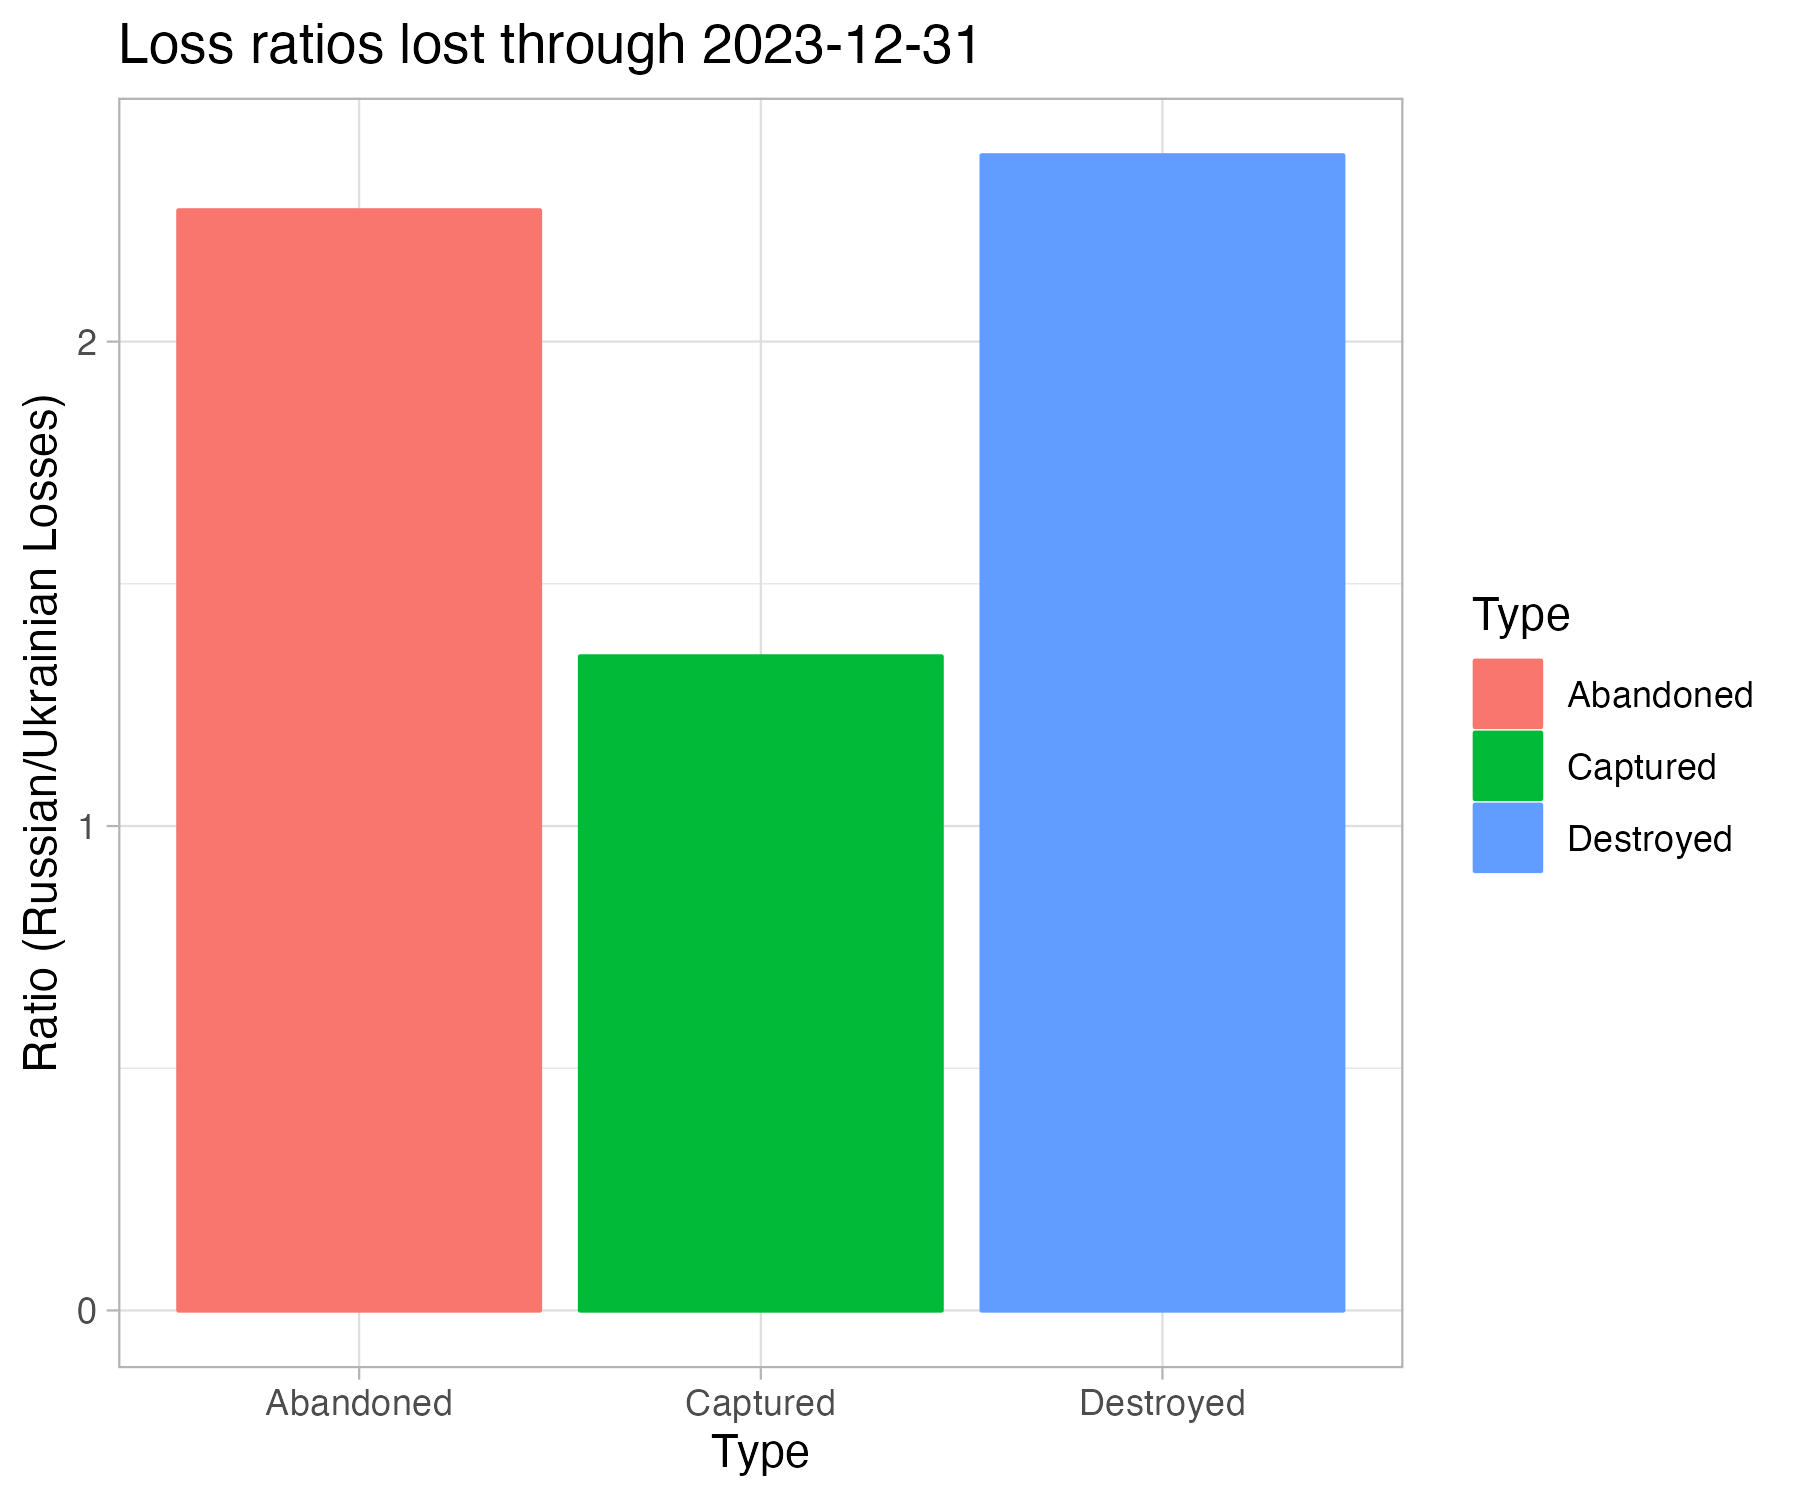 Loss ratios lost through 2023-12-31
Ratio (Russian/Ukrainian Losses)
2
1
0
Abandoned
Captured
Destroyed
Type
Type
Abandoned
Captured
Destroyed